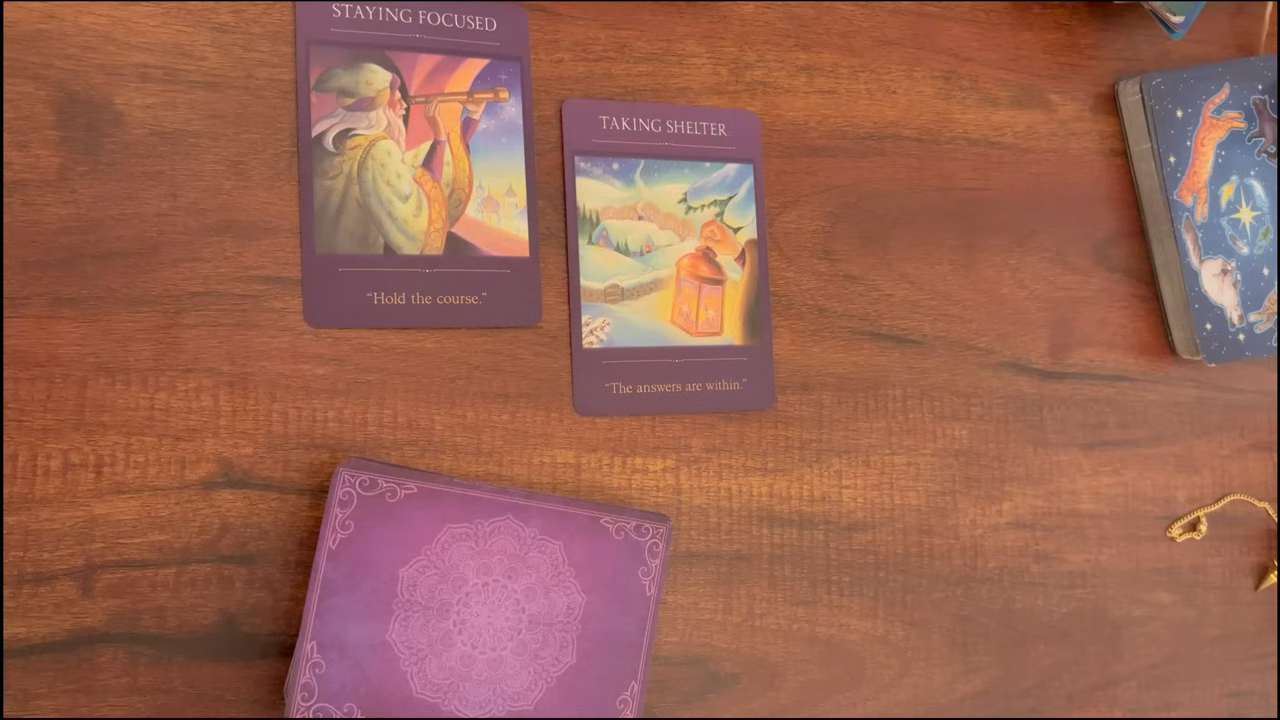 STAYING FOCUSED
"Hold the course."
TAKING SHELTER
"The answers are within."